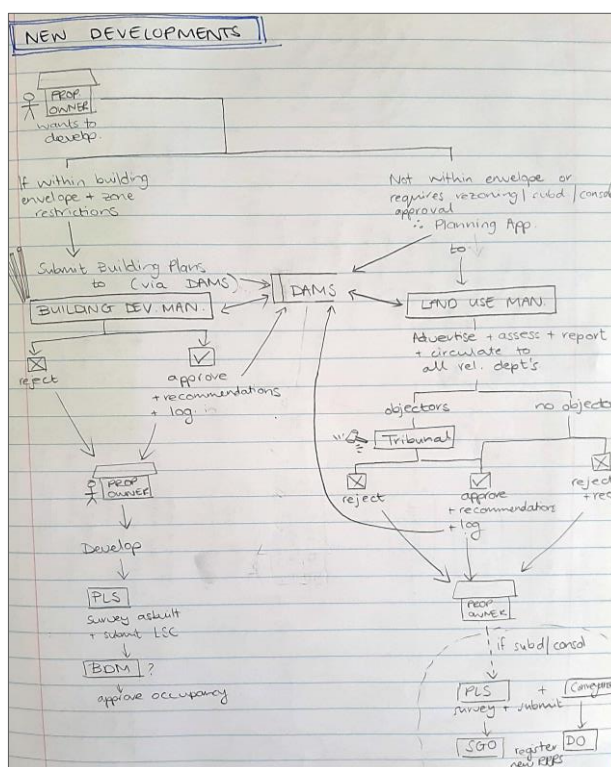 NEW DEVELOPMENTS
PROP.
OWNER
wants to
develop.
If within building
envelope + zone
restrictions
Not within envelope or
requires rezoning / subd / consol
approval
∴ Planning App.
to
Submit Building Plans
to (via DAMS)
DAMS
BUILDING DEV. MAN.
LAND USE MAN.
reject
approve
+ recommendations
+ log
Advertise + assess + report
+ circulate to
all rel. dept's
objectors
no object
Tribunal
reject
approve
+ recommendations
+ log
reject
+ rec
PROP
OWNER
Develop
PLS
survey asbuilt
+ submit LSC
BDM ?
approve occupancy
PROP
OWNER
if subd / consol
PLS + Conveyan
survey + submit
SGO register DO
new